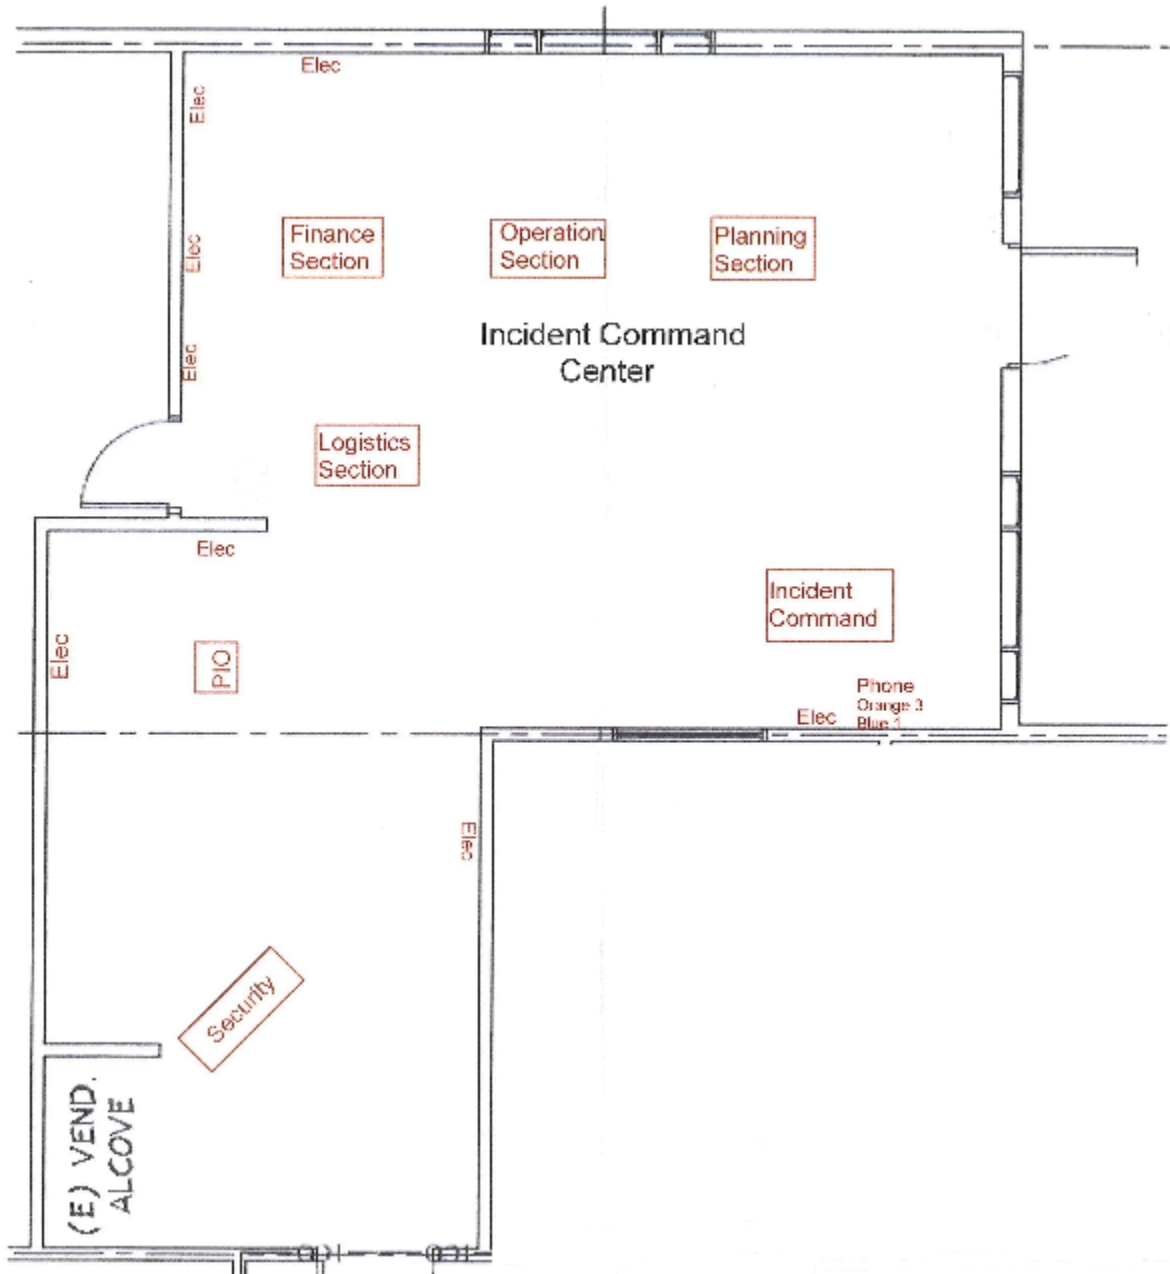 Elec
Elec
Finance
Section
Operation
Section
Planning
Section
Elec
Incident Command
Center
Elec
Logistics
Section
Elec
Incident
Command
Elec
PIO
Phone
Orange 3
Blue 1
Elec
Elec
Security
(E) VEND.
ALCOVE